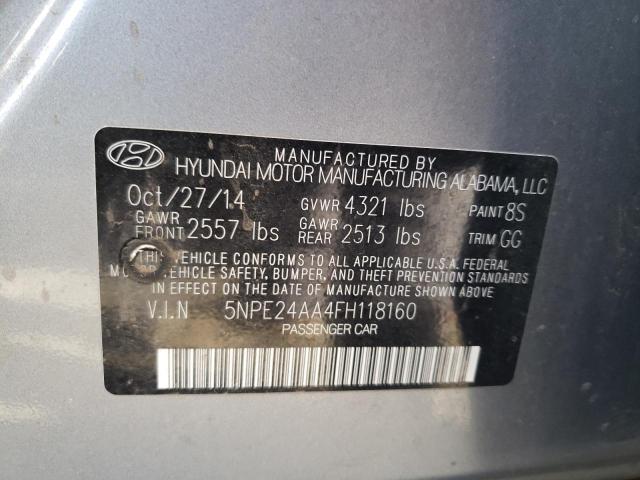 MANUFACTURED BY
HYUNDAI MOTOR MANUFACTURING ALABAMA, LLC
Oct/27/14 GVWR 4321 lbs PAINT 8S
GAWR FRONT 2557 lbs GAWR REAR 2513 lbs TRIM GG
THIS VEHICLE CONFORMS TO ALL APPLICABLE U.S.A. FEDERAL
MOTOR VEHICLE SAFETY, BUMPER, AND THEFT PREVENTION STANDARDS
IN EFFECT ON THE DATE OF MANUFACTURE SHOWN ABOVE.
V.I.N 5NPE24AA4FH118160
PASSENGER CAR